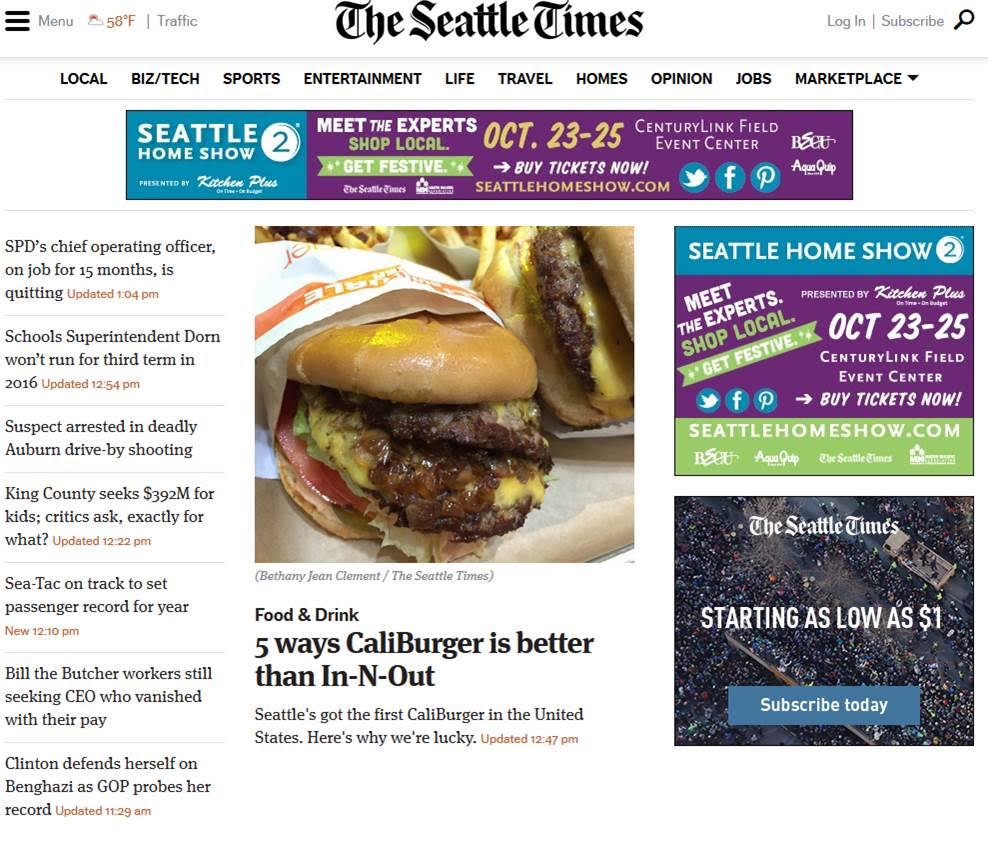 Menu 58°F | Traffic
The Seattle Times
Log In | Subscribe
LOCAL BIZ/TECH SPORTS ENTERTAINMENT LIFE TRAVEL HOMES OPINION JOBS MARKETPLACE
SEATTLE 2
HOME SHOW
PRESENTED BY Kitchen Plus
On Time • On Budget
MEET THE EXPERTS
SHOP LOCAL.
GET FESTIVE.
The Seattle Times
OCT. 23-25
→ BUY TICKETS NOW!
SEATTLEHOMESHOW.COM
CENTURYLINK FIELD
EVENT CENTER
BECU
AquaQuip
SPD's chief operating officer,
on job for 15 months, is
quitting Updated 1:04 pm
Schools Superintendent Dorn
won't run for third term in
2016 Updated 12:54 pm
Suspect arrested in deadly
Auburn drive-by shooting
King County seeks $392M for
kids; critics ask, exactly for
what? Updated 12:22 pm
Sea-Tac on track to set
passenger record for year
New 12:10 pm
Bill the Butcher workers still
seeking CEO who vanished
with their pay
Clinton defends herself on
Benghazi as GOP probes her
record Updated 11:29 am
(Bethany Jean Clement / The Seattle Times)
Food & Drink
5 ways CaliBurger is better
than In-N-Out
Seattle's got the first CaliBurger in the United
States. Here's why we're lucky. Updated 12:47 pm
SEATTLE HOME SHOW 2
MEET
THE EXPERTS.
SHOP LOCAL.
GET FESTIVE.
PRESENTED BY Kitchen Plus
On Time • On Budget
OCT 23-25
CENTURYLINK FIELD
EVENT CENTER
→ BUY TICKETS NOW!
SEATTLEHOMESHOW.COM
BECU AquaQuip The Seattle Times
The Seattle Times
STARTING AS LOW AS $1
Subscribe today